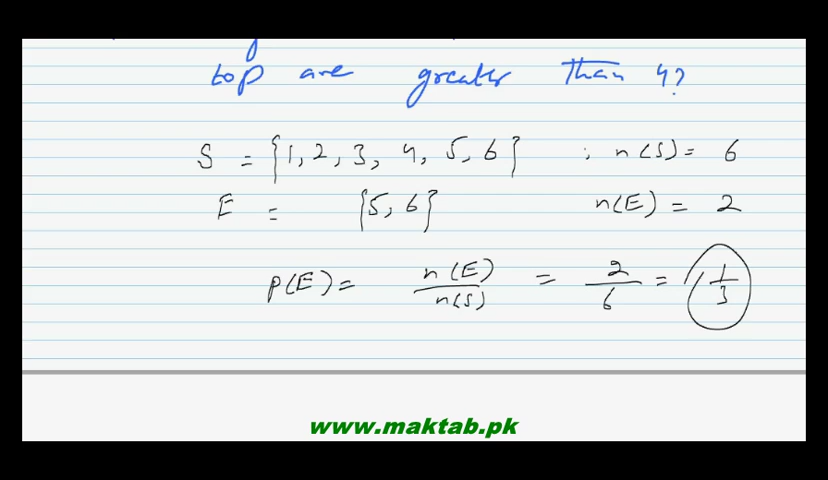 top are greater than 4?
S = {1, 2, 3, 4, 5, 6} ; n(S) = 6
E = {5, 6} n(E) = 2
P(E) = n(E)/n(S) = 2/6 = 1/3
www.maktab.pk